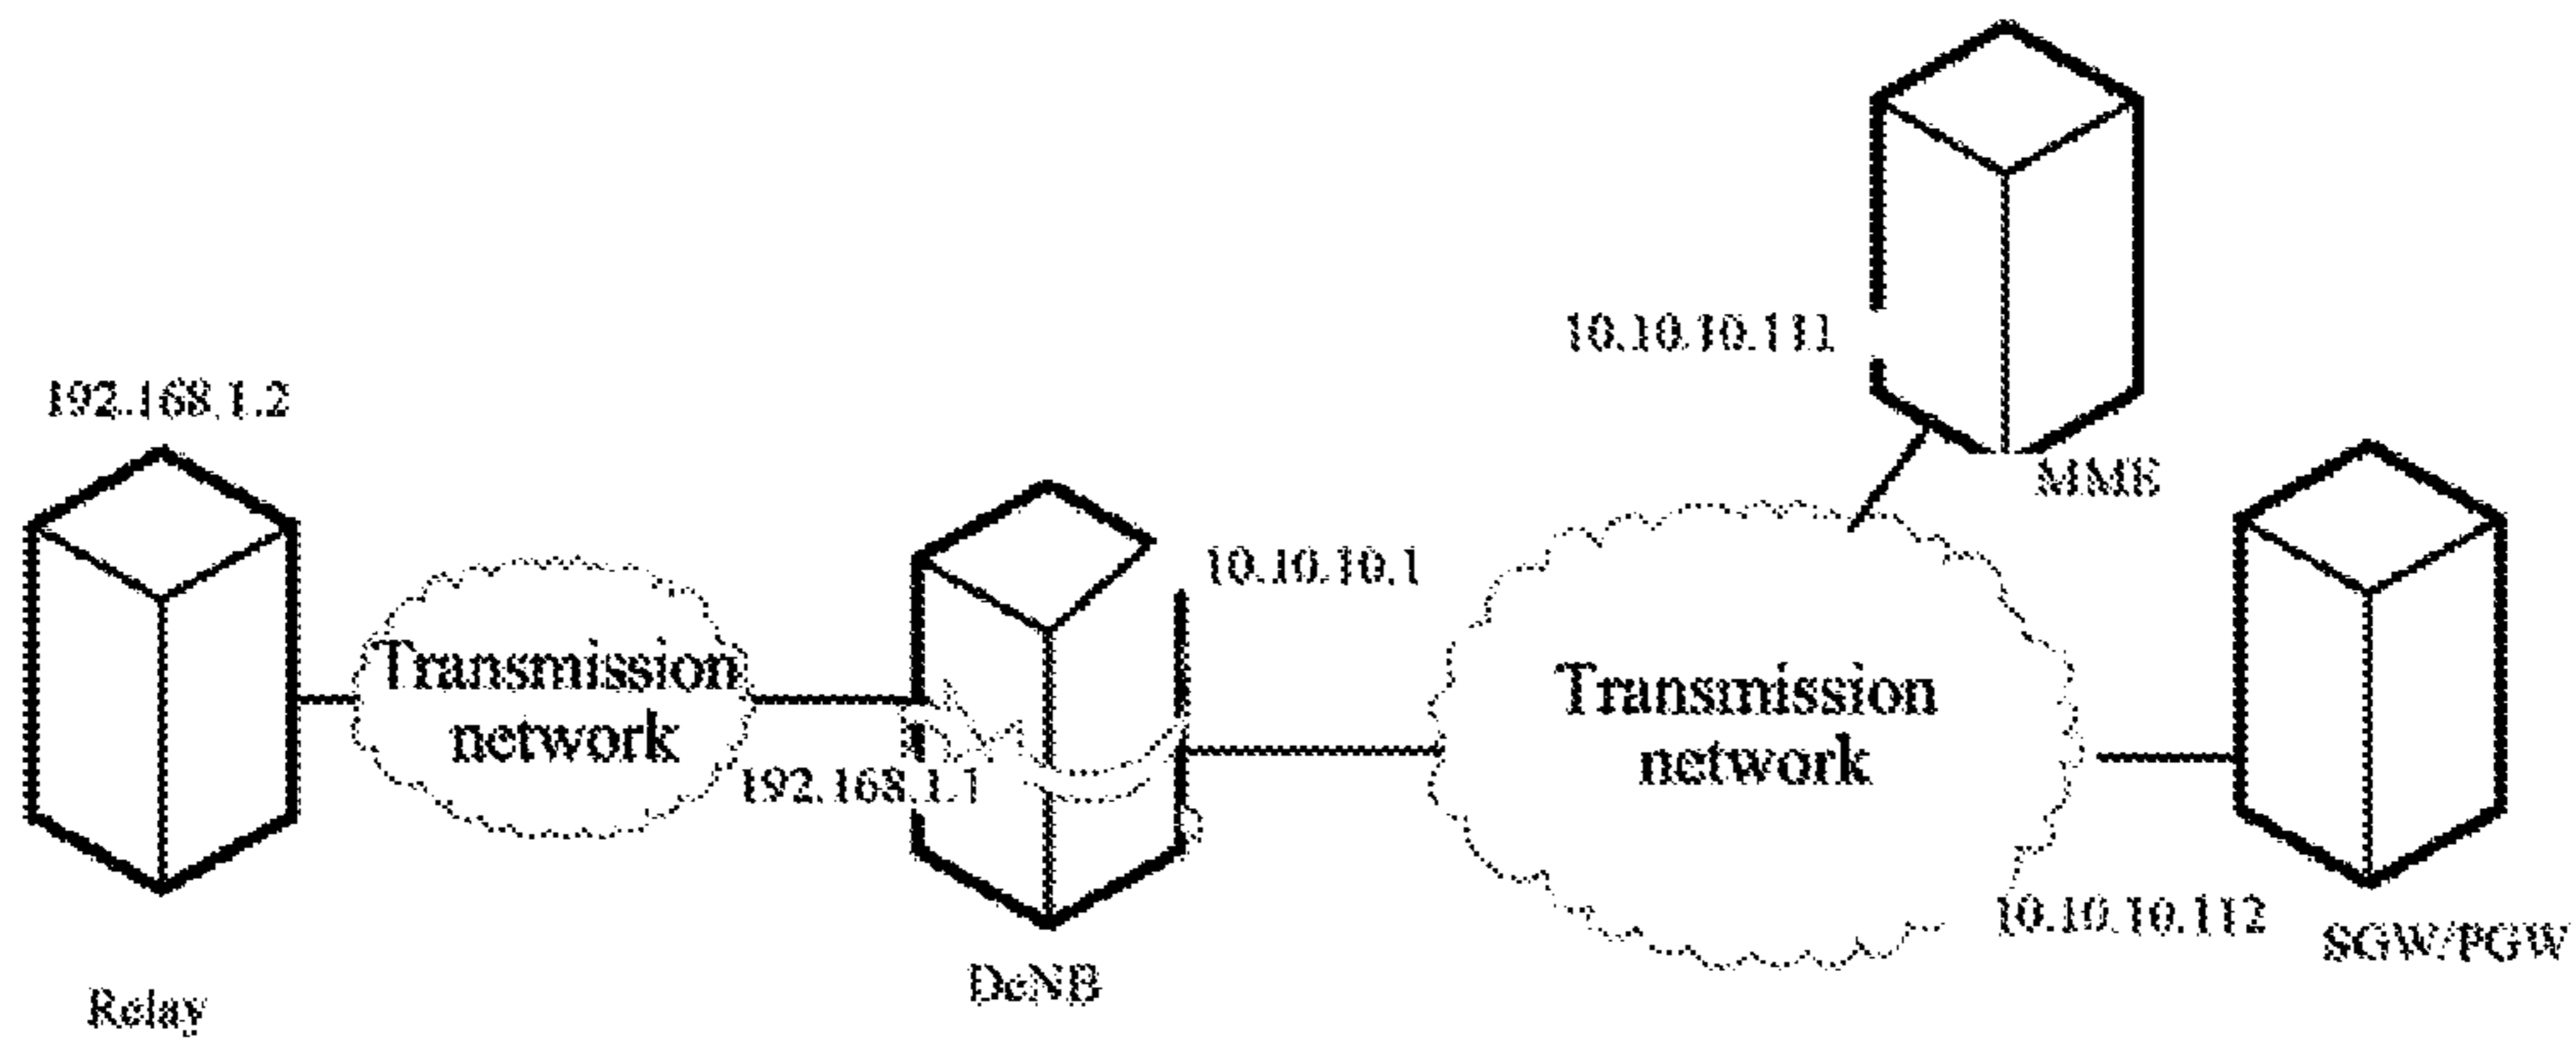 10.10.10.111
192.168.1.2
MME
10.10.10.1
Transmission
network
Transmission
network
192.168.1.1
10.10.10.112
SGW/PGW
DeNB
Relay